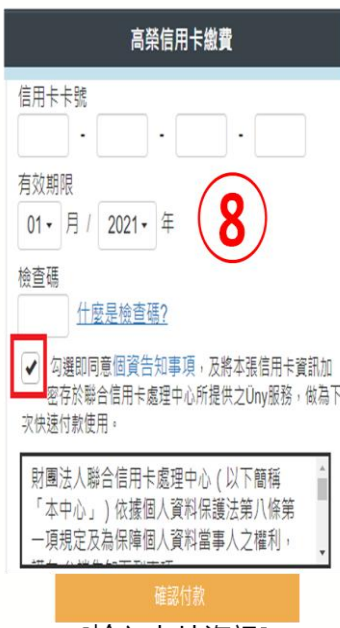 高榮信用卡繳費
信用卡卡號
- - -
有效期限
01 月 / 2021 年
8
檢查碼
什麼是檢查碼?
勾選即同意個資告知事項，及將本張信用卡資訊加
密存於聯合信用卡處理中心所提供之Üny服務，做為下
次快速付款使用。
財團法人聯合信用卡處理中心 ( 以下簡稱
「本中心」) 依據個人資料保護法第八條第
一項規定及為保障個人資料當事人之權利，
確認付款